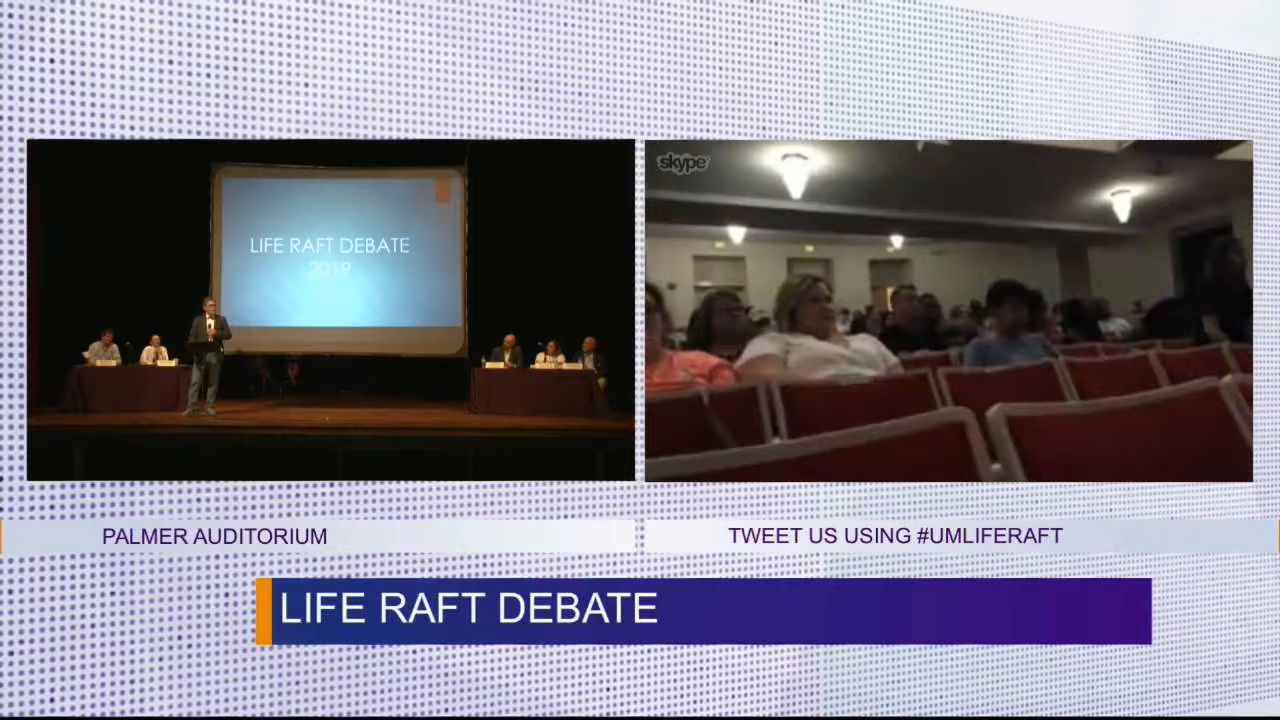 skype
LIFE RAFT DEBATE
2019
PALMER AUDITORIUM
TWEET US USING #UMLIFERAFT
LIFE RAFT DEBATE